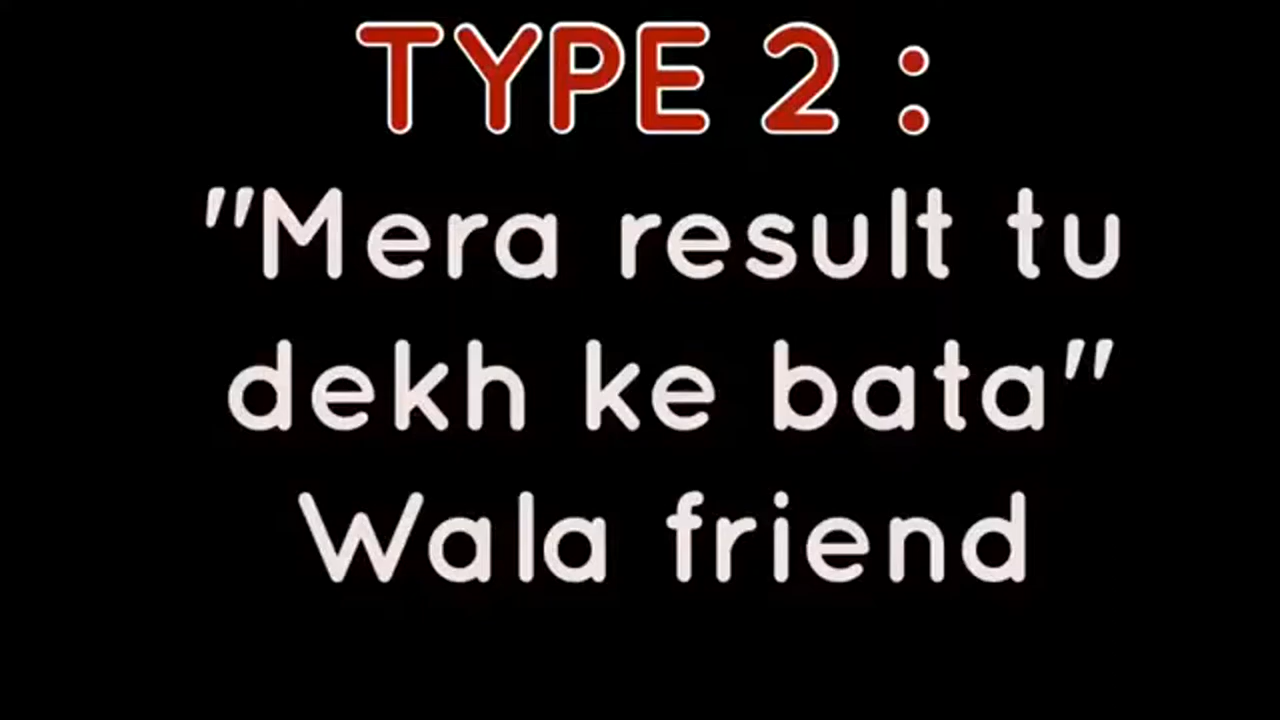 TYPE 2 :
"Mera result tu
dekh ke bata"
Wala friend